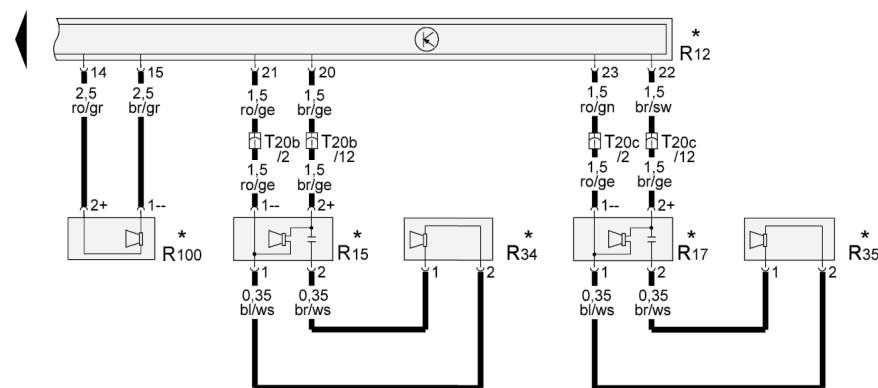 *
R12
14 15 21 20 23 22
2,5 2,5 1,5 1,5 1,5 1,5
ro/gr br/gr ro/ge br/ge ro/gn br/sw
T20b T20b T20c T20c
/2 /12 /2 /12
1,5 1,5 1,5 1,5
ro/ge br/ge ro/ge br/ge
2+ 1-- 1-- 2+ 1-- 2+
* * * * *
R100 R15 R34 R17 R35
1 2 1 2 1 2 1 2
0,35 0,35 0,35 0,35
bl/ws br/ws bl/ws br/ws